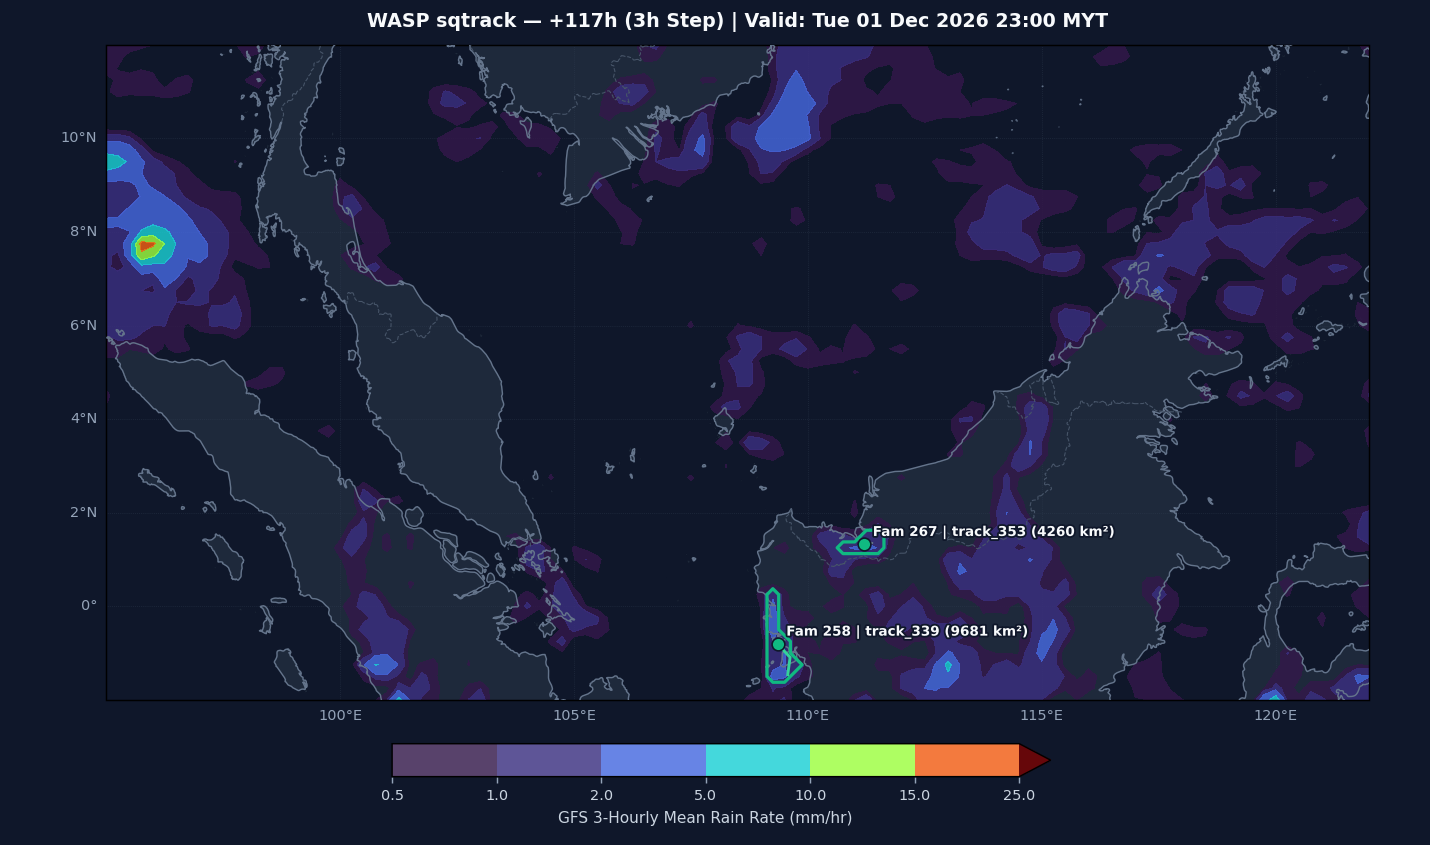 WASP sqtrack — +117h (3h Step) | Valid: Tue 01 Dec 2026 23:00 MYT
10°N
8°N
6°N
4°N
2°N
0°
Fam 267 | track_353 (4260 km²)
Fam 258 | track_339 (9681 km²)
100°E 105°E 110°E 115°E 120°E
0.5 1.0 2.0 5.0 10.0 15.0 25.0
GFS 3-Hourly Mean Rain Rate (mm/hr)